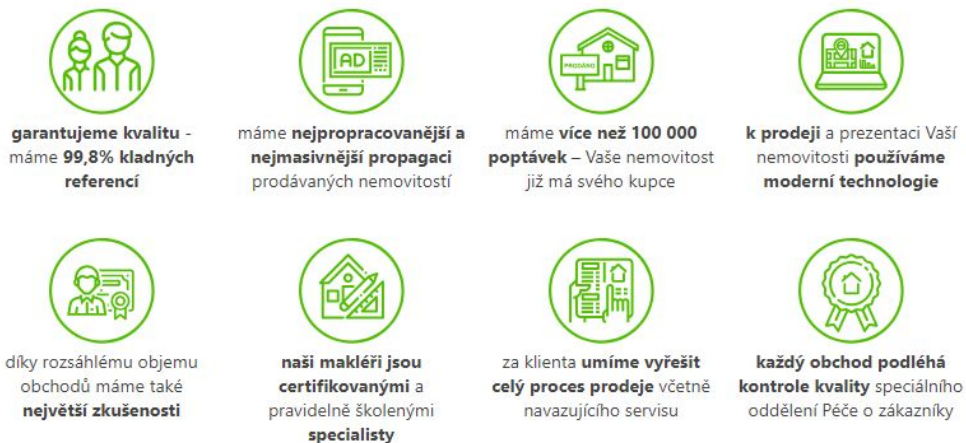 AD
PRODÁNO
garantujeme kvalitu -
máme 99,8% kladných
referencí
máme nejpropracovanější a
nejmasivnější propagaci
prodávaných nemovitostí
máme více než 100 000
poptávek – Vaše nemovitost
již má svého kupce
k prodeji a prezentaci Vaší
nemovitosti používáme
moderní technologie
díky rozsáhlému objemu
obchodů máme také
největší zkušenosti
naši makléři jsou
certifikovanými a
pravidelně školenými
specialisty
za klienta umíme vyřešit
celý proces prodeje včetně
navazujícího servisu
každý obchod podléhá
kontrole kvality speciálního
oddělení Péče o zákazníky